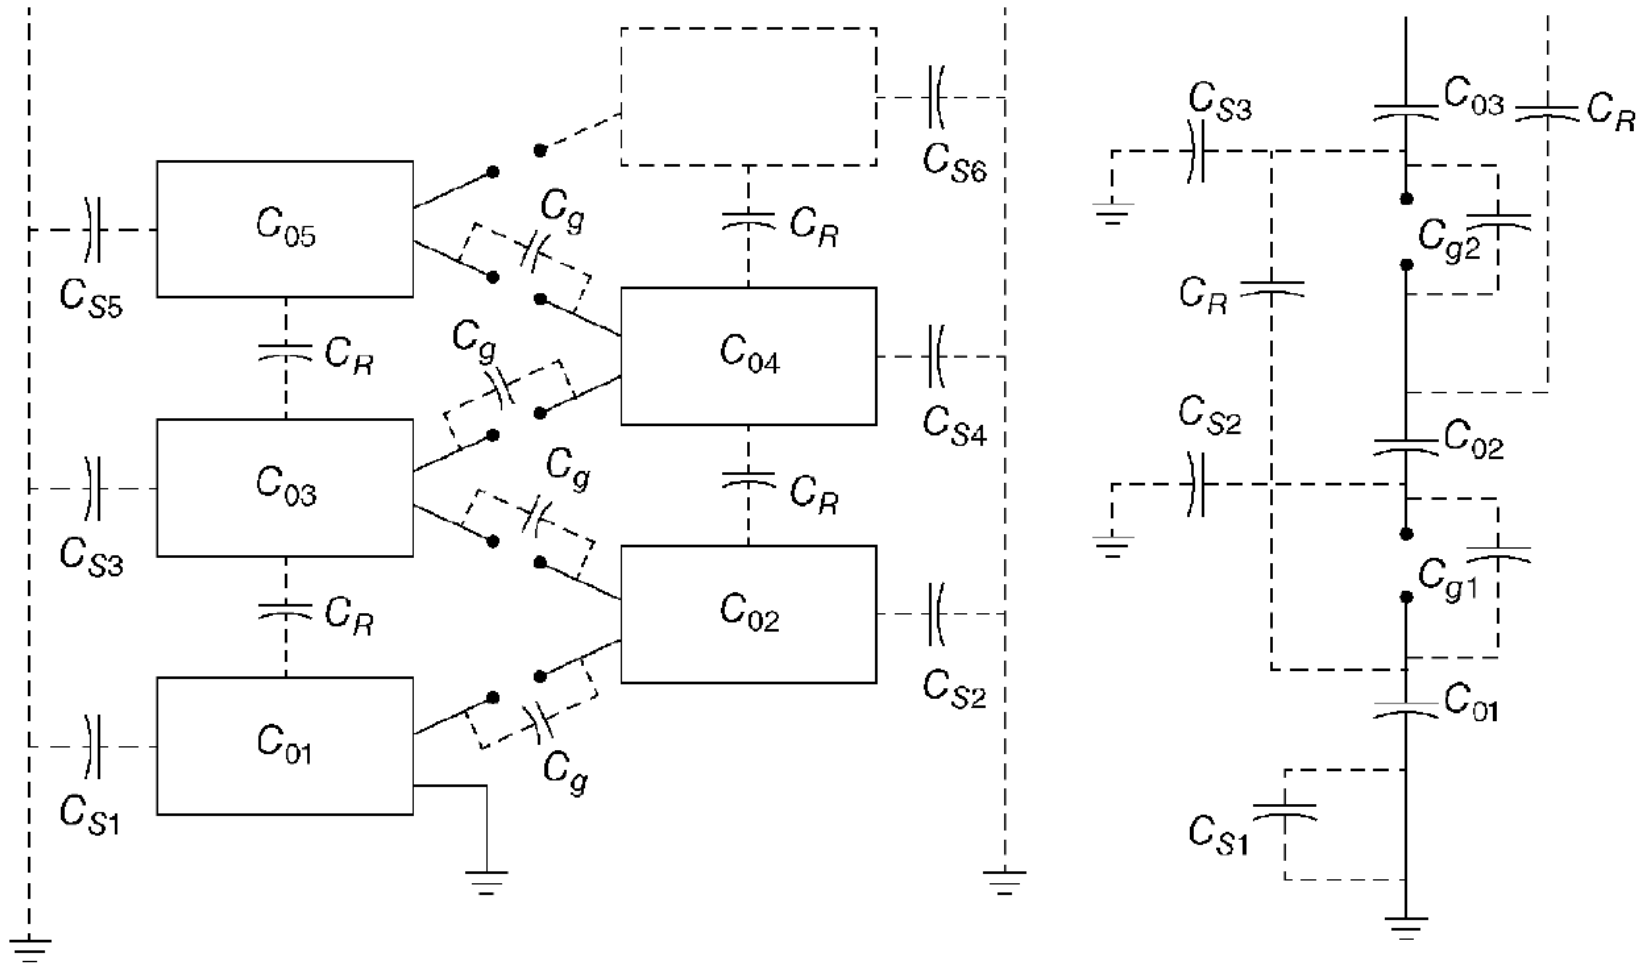 C_{S6}
C_g
C_R
C_{05}
C_{S5}
C_g
C_R
C_{04}
C_{S4}
C_g
C_R
C_{03}
C_{S3}
C_R
C_{02}
C_{S2}
C_{01}
C_g
C_{S1}
C_{S3}
C_{03}
C_R
C_{g2}
C_R
C_{S2}
C_{02}
C_{g1}
C_{01}
C_{S1}